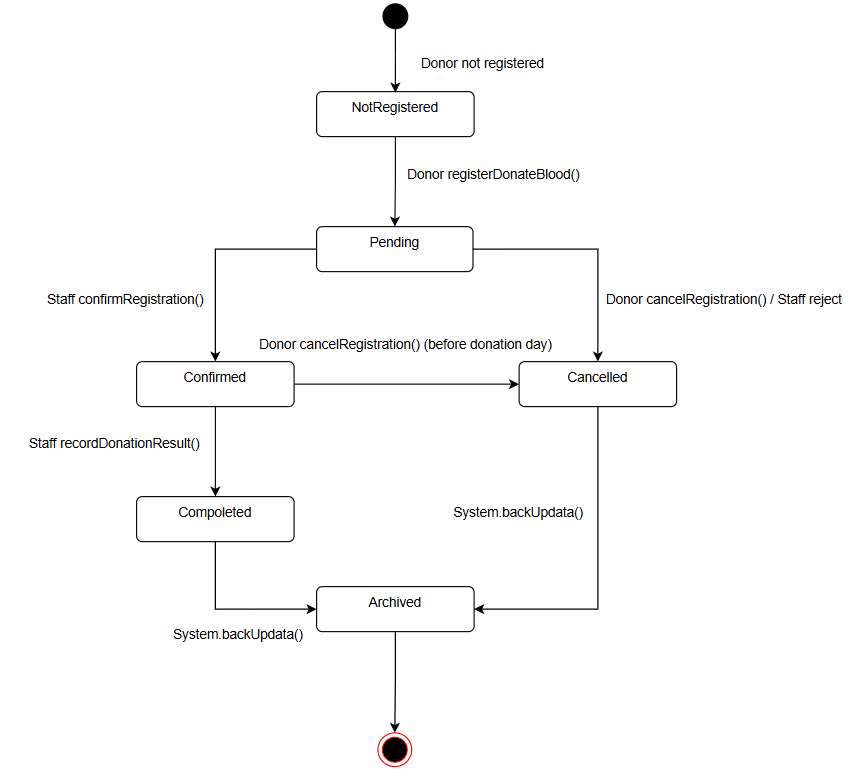 Donor not registered
NotRegistered
Donor registerDonateBlood()
Pending
Staff confirmRegistration()
Donor cancelRegistration() / Staff reject
Donor cancelRegistration() (before donation day)
Confirmed
Cancelled
Staff recordDonationResult()
Compoleted
System.backUpdata()
Archived
System.backUpdata()